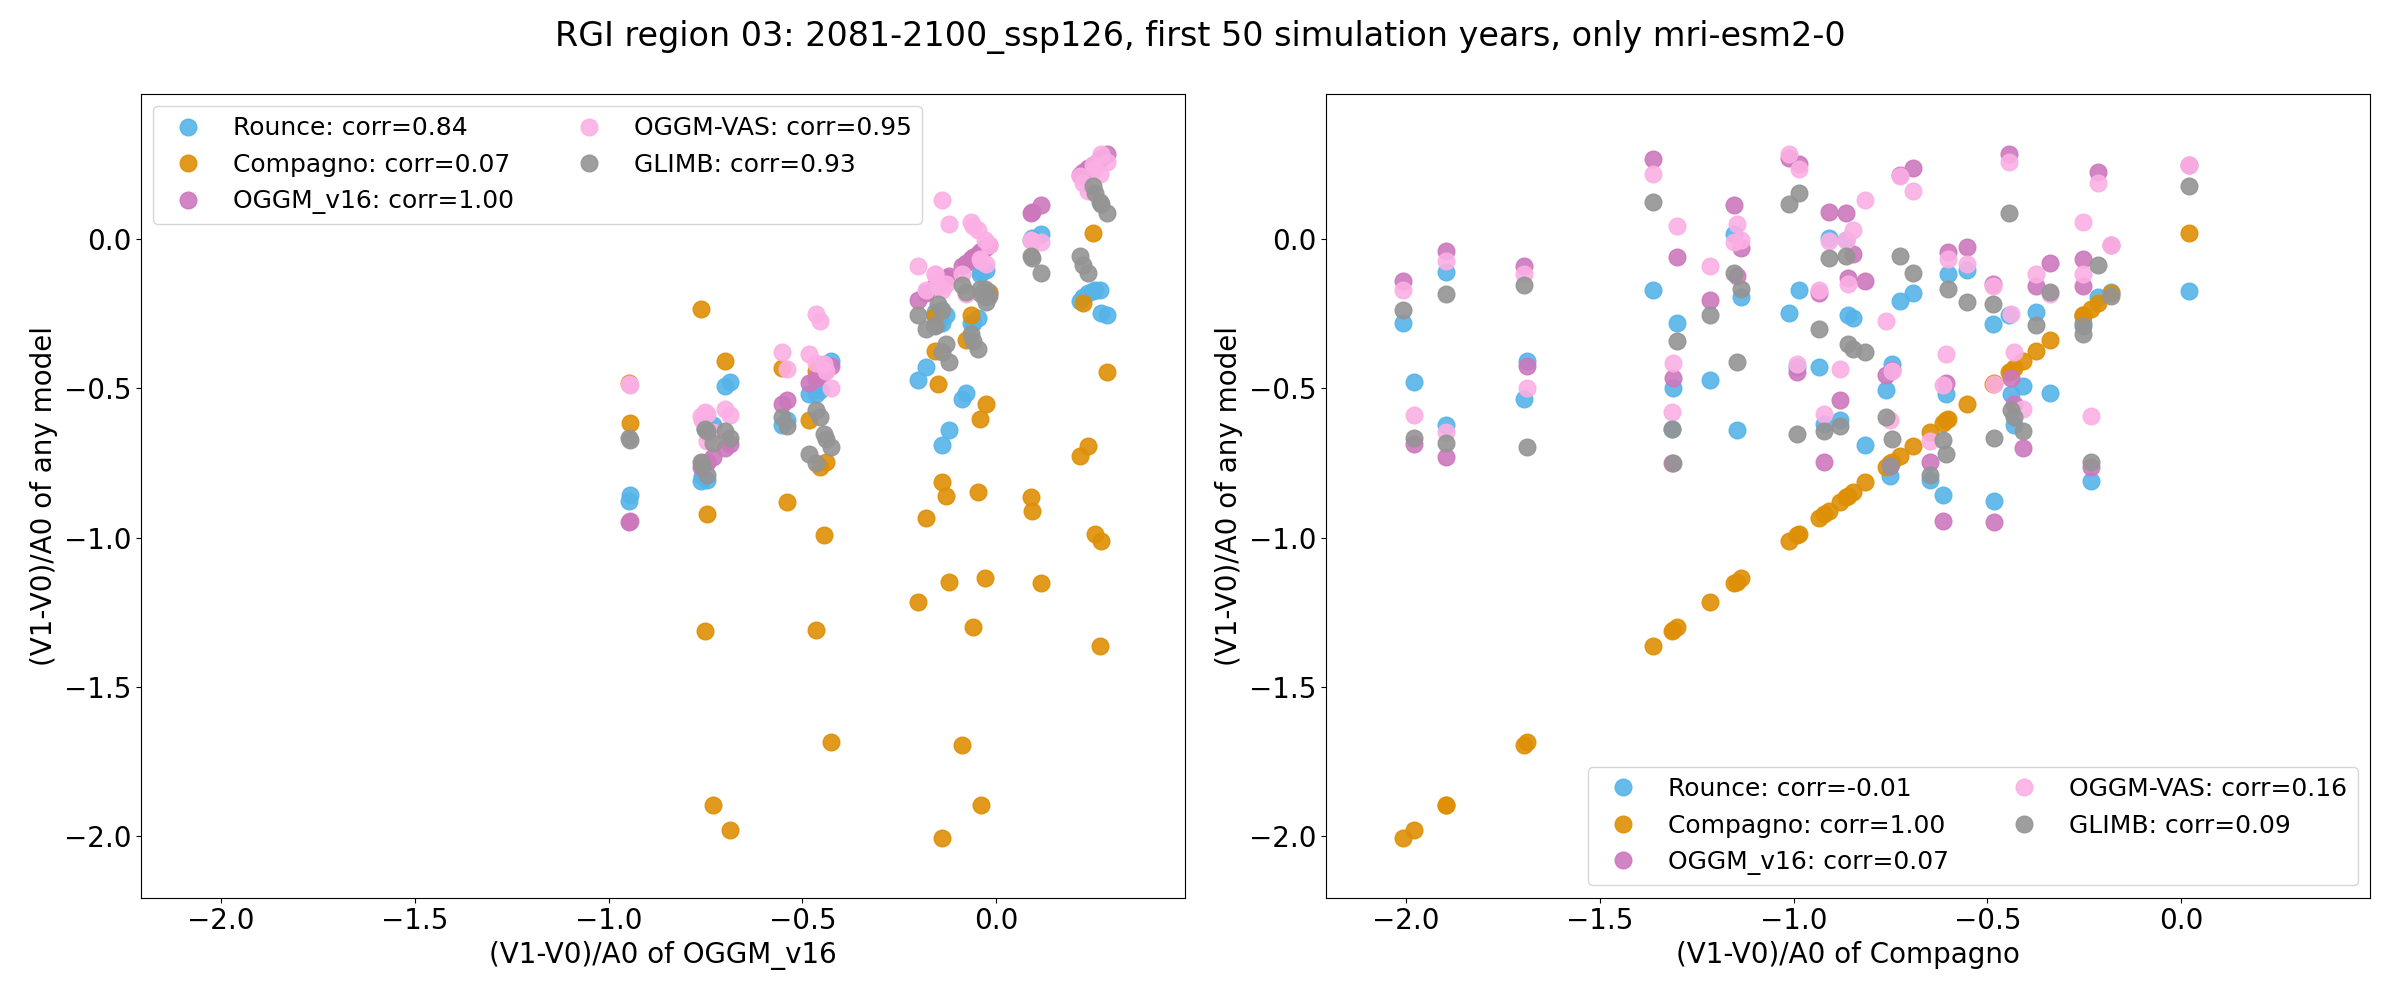 RGI region 03: 2081-2100_ssp126, first 50 simulation years, only mri-esm2-0
Rounce: corr=0.84
Compagno: corr=0.07
OGGM_v16: corr=1.00
OGGM-VAS: corr=0.95
GLIMB: corr=0.93
(V1-V0)/A0 of any model
0.0
−0.5
−1.0
−1.5
−2.0
−2.0 −1.5 −1.0 −0.5 0.0
(V1-V0)/A0 of OGGM_v16
(V1-V0)/A0 of any model
0.0
−0.5
−1.0
−1.5
−2.0
Rounce: corr=-0.01
Compagno: corr=1.00
OGGM_v16: corr=0.07
OGGM-VAS: corr=0.16
GLIMB: corr=0.09
−2.0 −1.5 −1.0 −0.5 0.0
(V1-V0)/A0 of Compagno